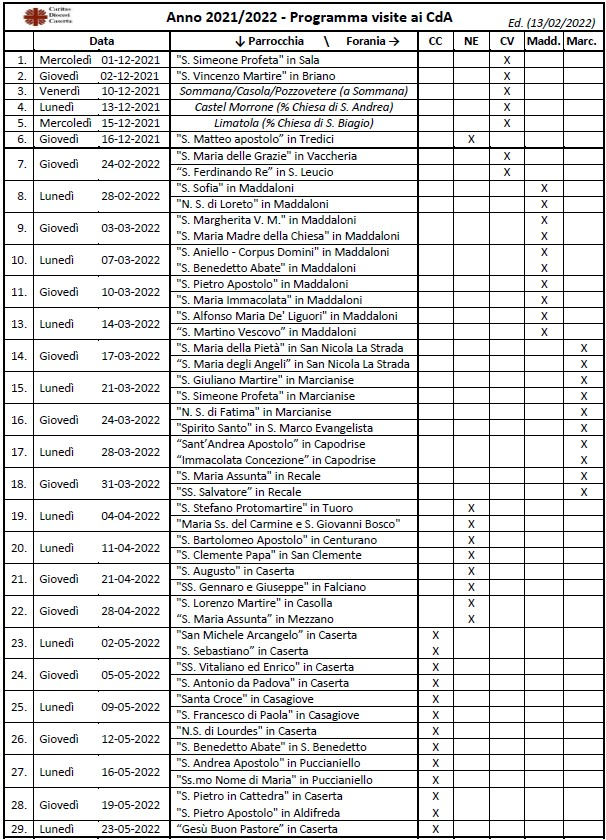 Caritas
Diocesi
Caserta
Anno 2021/2022 - Programma visite ai CdA
Ed. (13/02/2022)
Data ↓ Parrocchia \ Forania → CC NE CV Madd. Marc.
1. Mercoledì 01-12-2021 "S. Simeone Profeta" in Sala X
2. Giovedì 02-12-2021 "S. Vincenzo Martire" in Briano X
3. Venerdì 10-12-2021 Sommana/Casola/Pozzovetere (a Sommana) X
4. Lunedì 13-12-2021 Castel Morrone (% Chiesa di S. Andrea) X
5. Mercoledì 15-12-2021 Limatola (% Chiesa di S. Biagio) X
6. Giovedì 16-12-2021 "S. Matteo apostolo” in Tredici X
7. Giovedì 24-02-2022 "S. Maria delle Grazie" in Vaccheria X
“S. Ferdinando Re” in S. Leucio X
8. Lunedì 28-02-2022 "S. Sofia" in Maddaloni X
"N. S. di Loreto" in Maddaloni X
9. Giovedì 03-03-2022 "S. Margherita V. M." in Maddaloni X
"S. Maria Madre della Chiesa" in Maddaloni X
10. Lunedì 07-03-2022 "S. Aniello - Corpus Domini" in Maddaloni X
"S. Benedetto Abate" in Maddaloni X
11. Giovedì 10-03-2022 "S. Pietro Apostolo" in Maddaloni X
"S. Maria Immacolata" in Maddaloni X
13. Lunedì 14-03-2022 "S. Alfonso Maria De' Liguori" in Maddaloni X
“S. Martino Vescovo” in Maddaloni X
14. Giovedì 17-03-2022 "S. Maria della Pietà" in San Nicola La Strada X
“S. Maria degli Angeli” in San Nicola La Strada X
15. Lunedì 21-03-2022 "S. Giuliano Martire" in Marcianise X
"S. Simeone Profeta" in Marcianise X
16. Giovedì 24-03-2022 "N. S. di Fatima" in Marcianise X
"Spirito Santo" in S. Marco Evangelista X
17. Lunedì 28-03-2022 “Sant’Andrea Apostolo” in Capodrise X
“Immacolata Concezione” in Capodrise X
18. Giovedì 31-03-2022 "S. Maria Assunta" in Recale X
“SS. Salvatore” in Recale X
19. Lunedì 04-04-2022 "S. Stefano Protomartire" in Tuoro X
"Maria Ss. del Carmine e S. Giovanni Bosco" X
20. Lunedì 11-04-2022 "S. Bartolomeo Apostolo" in Centurano X
"S. Clemente Papa" in San Clemente X
21. Giovedì 21-04-2022 "S. Augusto" in Caserta X
"SS. Gennaro e Giuseppe" in Falciano X
22. Giovedì 28-04-2022 "S. Lorenzo Martire" in Casolla X
“S. Maria Assunta” in Mezzano X
23. Lunedì 02-05-2022 "San Michele Arcangelo” in Caserta X
"S. Sebastiano” in Caserta X
24. Giovedì 05-05-2022 "SS. Vitaliano ed Enrico" in Caserta X
"S. Antonio da Padova" in Caserta X
25. Lunedì 09-05-2022 "Santa Croce" in Casagiove X
"S. Francesco di Paola" in Casagiove X
26. Giovedì 12-05-2022 "N.S. di Lourdes" in Caserta X
"S. Benedetto Abate" in S. Benedetto X
27. Lunedì 16-05-2022 "S. Andrea Apostolo" in Puccianiello X
"Ss.mo Nome di Maria" in Puccianiello X
28. Giovedì 19-05-2022 "S. Pietro in Cattedra" in Caserta X
"S. Pietro Apostolo" in Aldifreda X
29. Lunedì 23-05-2022 “Gesù Buon Pastore” in Caserta X